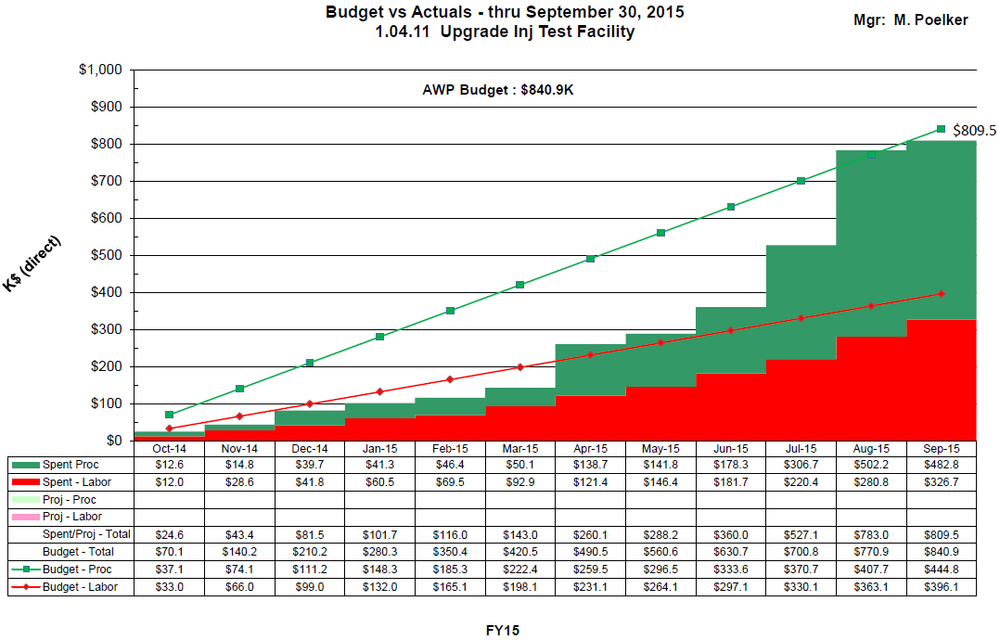 Budget vs Actuals - thru September 30, 2015
1.04.11 Upgrade Inj Test Facility
Mgr: M. Poelker
AWP Budget : $840.9K
$1,000
$900
$800
$700
$600
$500
$400
$300
$200
$100
$0
K$ (direct)
$809.5
Oct-14 Nov-14 Dec-14 Jan-15 Feb-15 Mar-15 Apr-15 May-15 Jun-15 Jul-15 Aug-15 Sep-15
Spent Proc $12.6 $14.8 $39.7 $41.3 $46.4 $50.1 $138.7 $141.8 $178.3 $306.7 $502.2 $482.8
Spent - Labor $12.0 $28.6 $41.8 $60.5 $69.5 $92.9 $121.4 $146.4 $181.7 $220.4 $280.8 $326.7
Proj - Proc
Proj - Labor
Spent/Proj - Total $24.6 $43.4 $81.5 $101.7 $116.0 $143.0 $260.1 $288.2 $360.0 $527.1 $783.0 $809.5
Budget - Total $70.1 $140.2 $210.2 $280.3 $350.4 $420.5 $490.5 $560.6 $630.7 $700.8 $770.9 $840.9
Budget - Proc $37.1 $74.1 $111.2 $148.3 $185.3 $222.4 $259.5 $296.5 $333.6 $370.7 $407.7 $444.8
Budget - Labor $33.0 $66.0 $99.0 $132.0 $165.1 $198.1 $231.1 $264.1 $297.1 $330.1 $363.1 $396.1
FY15